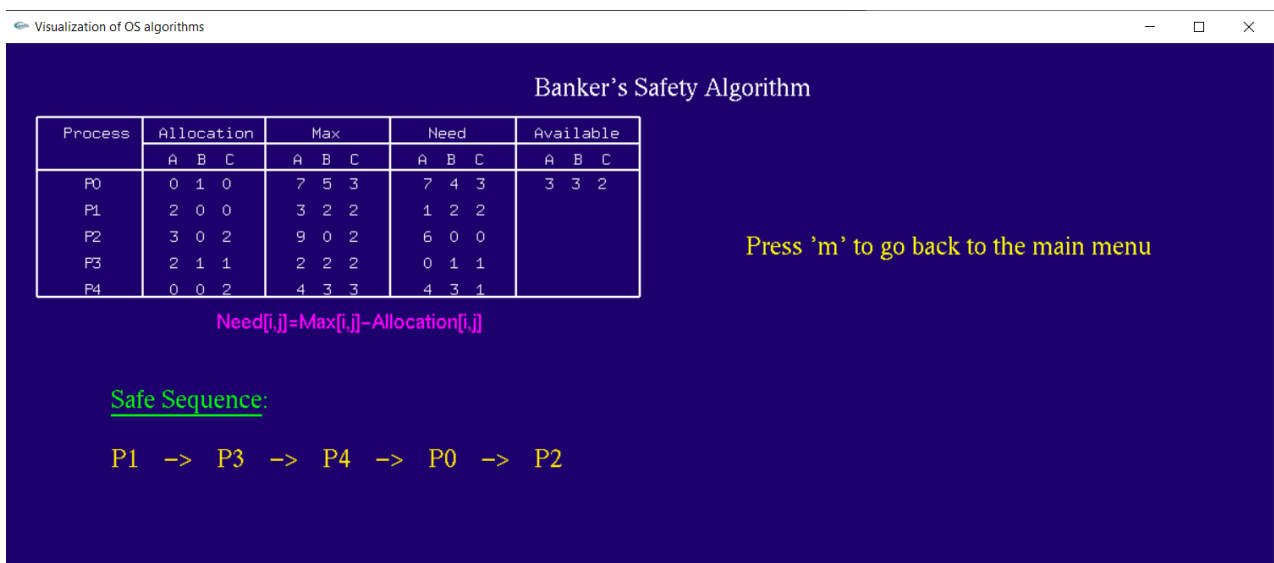 Visualization of OS algorithms
Banker's Safety Algorithm
Process Allocation Max Need Available
A B C A B C A B C A B C
P0 0 1 0 7 5 3 7 4 3 3 3 2
P1 2 0 0 3 2 2 1 2 2
P2 3 0 2 9 0 2 6 0 0
Press 'm' to go back to the main menu
P3 2 1 1 2 2 2 0 1 1
P4 0 0 2 4 3 3 4 3 1
Need[i,j]=Max[i,j]-Allocation[i,j]
Safe Sequence:
P1 -> P3 -> P4 -> P0 -> P2